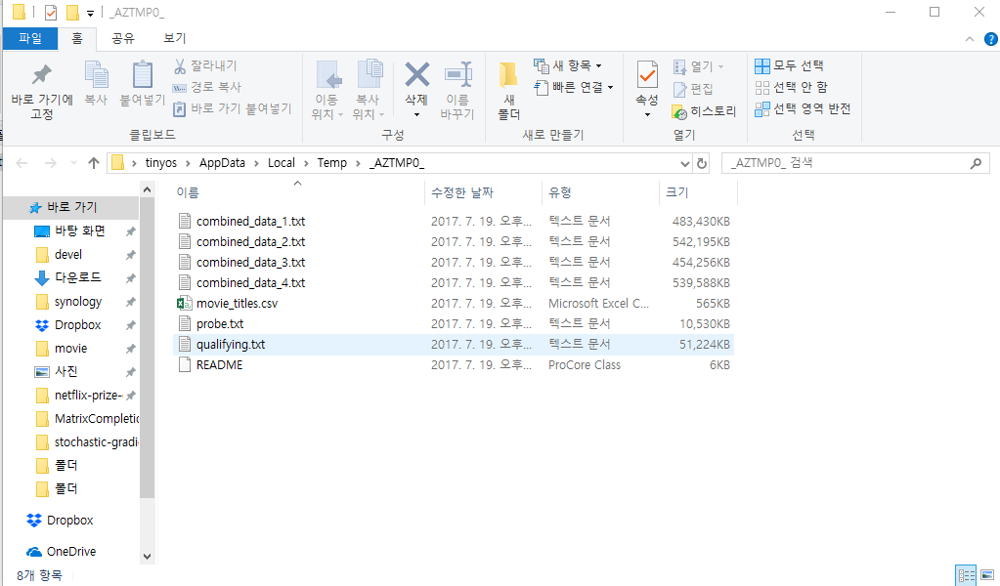 _AZTMP0_
파일 홈 공유 보기
바로 가기에 고정
복사
붙여넣기
잘라내기
경로 복사
바로 가기 붙여넣기
클립보드
이동 위치
복사 위치
삭제
이름 바꾸기
구성
새 폴더
새 항목
빠른 연결
새로 만들기
속성
열기
편집
히스토리
열기
모두 선택
선택 안 함
선택 영역 반전
선택
tinyos > AppData > Local > Temp > _AZTMP0_
_AZTMP0_ 검색
바로 가기
바탕 화면
devel
다운로드
synology
Dropbox
movie
사진
netflix-prize-
MatrixCompletic
stochastic-gradi
폴더
폴더
Dropbox
OneDrive
이름 수정한 날짜 유형 크기
combined_data_1.txt 2017. 7. 19. 오후... 텍스트 문서 483,430KB
combined_data_2.txt 2017. 7. 19. 오후... 텍스트 문서 542,195KB
combined_data_3.txt 2017. 7. 19. 오후... 텍스트 문서 454,256KB
combined_data_4.txt 2017. 7. 19. 오후... 텍스트 문서 539,588KB
movie_titles.csv 2017. 7. 19. 오후... Microsoft Excel C... 565KB
probe.txt 2017. 7. 19. 오후... 텍스트 문서 10,530KB
qualifying.txt 2017. 7. 19. 오후... 텍스트 문서 51,224KB
README 2017. 7. 19. 오후... ProCore Class 6KB
8개 항목